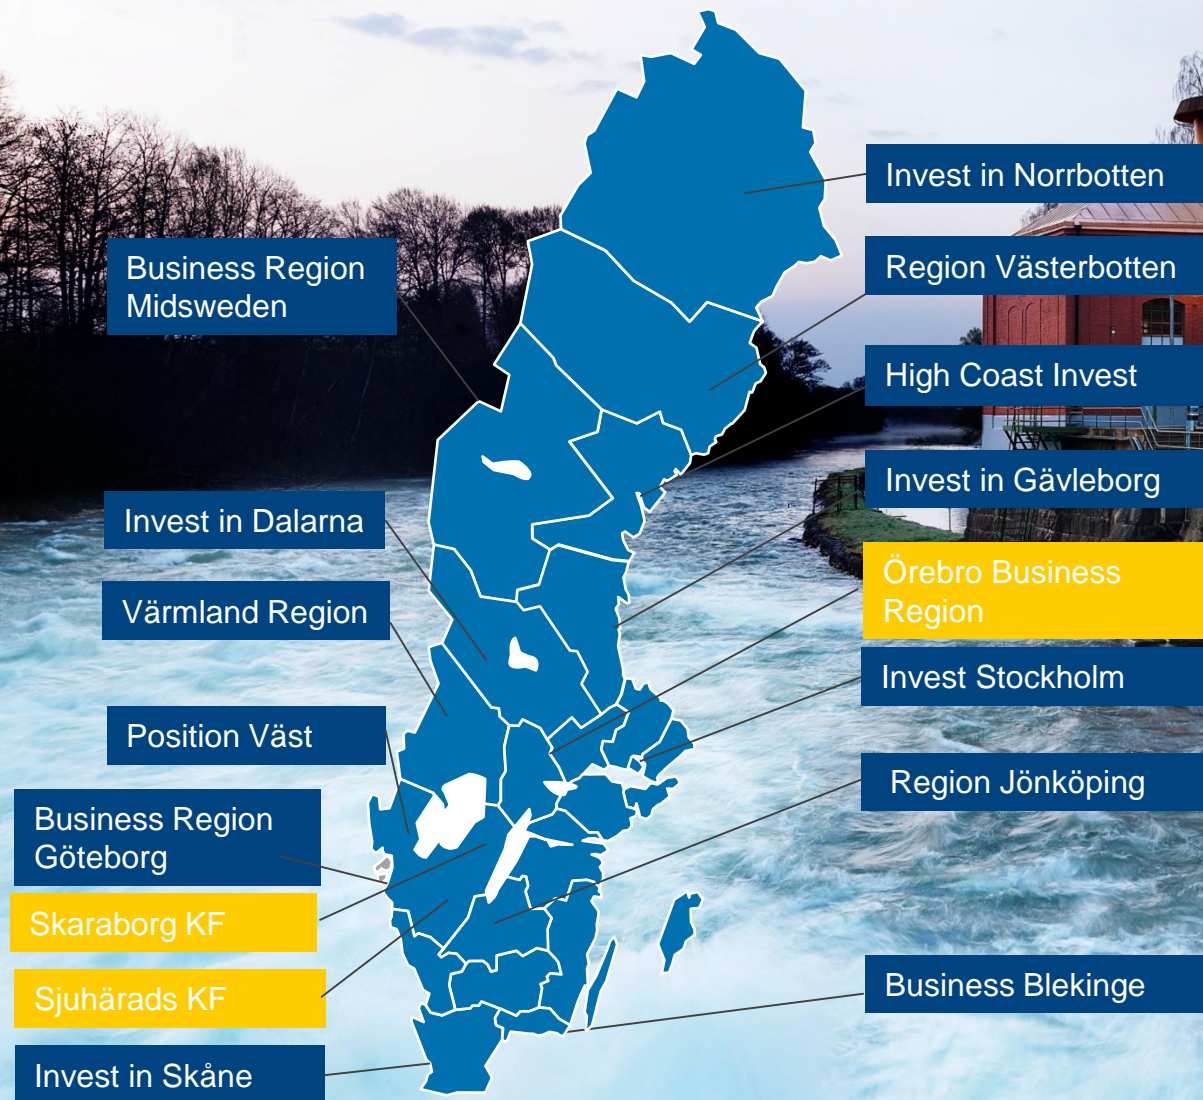 Invest in Norrbotten
Business Region
Midsweden
Region Västerbotten
High Coast Invest
Invest in Gävleborg
Invest in Dalarna
Örebro Business
Region
Värmland Region
Invest Stockholm
Position Väst
Region Jönköping
Business Region
Göteborg
Skaraborg KF
Sjuhärads KF
Business Blekinge
Invest in Skåne